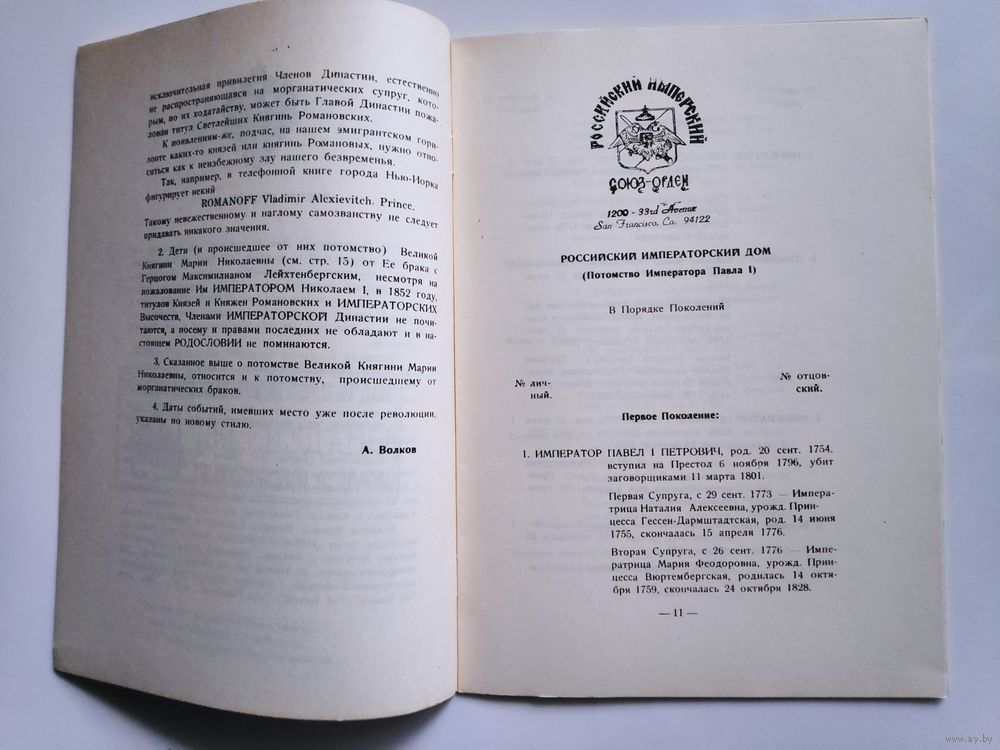 исключительная привилегия Членов Династии, естественно
не распространяющаяся на морганатических супруг, кото-
рым, по их ходатайству, может быть Главой Династии пожа-
лован титул Светлейших Княгинь Романовских.
К появлениям-же, подчас, на нашем эмигрантском гори-
зонте каких-то князей или княгинь Романовых, нужно отно-
ситься как к неизбежному злу нашего безвременья.
Так, например, в телефонной книге города Нью-Йорка
фигурирует некий
ROMANOFF Vladimir Alexievitch. Prince.
Такому невежественному и наглому самозванству не следует
придавать никакого значения.
2. Дети (и происшедшее от них потомство) Великой
Княгини Марии Николаевны (см. стр. 15) от Ее брака с
Герцогом Максимилианом Лейхтенбергским, несмотря на
пожалование Им ИМПЕРАТОРОМ Николаем I, в 1852 году,
титулов Князей и Княжен Романовских и ИМПЕРАТОРСКИХ
Высочеств, Членами ИМПЕРАТОРСКОЙ Династии не почи-
таются, а посему и правами последних не обладают и в на-
стоящем РОДОСЛОВИИ не поминаются.
3. Сказанное выше о потомстве Великой Княгини Марии
Николаевны, относится и к потомству, происшедшему от
морганатических браков.
4. Даты событий, имевших место уже после революции,
указаны по новому стилю.
А. Волков
РОССИЙСКИЙ ИМПЕРСКИЙ
СОЮЗ-ОРДЕН
1200 - 33rd Avenue
San Francisco, Ca. 94122
РОССИЙСКИЙ ИМПЕРАТОРСКИЙ ДОМ
(Потомство Императора Павла I)
В Порядке Поколений
№ лич-
ный.
№ отцов-
ский.
Первое Поколение:
1. ИМПЕРАТОР ПАВЕЛ I ПЕТРОВИЧ, род. 20 сент. 1754.
вступил на Престол 6 ноября 1796, убит
заговорщиками 11 марта 1801.
Первая Супруга, с 29 сент. 1773 — Импера-
трица Наталия Алексеевна, урожд. Прин-
цесса Гессен-Дармштадтская, род. 14 июня
1755, скончалась 15 апреля 1776.
Вторая Супруга, с 26 сент. 1776 — Импе-
ратрица Мария Феодоровна, урожд. Прин-
цесса Вюртембергская, родилась 14 октя-
бря 1759, скончалась 24 октября 1828.
— 11 —
www.ay.by